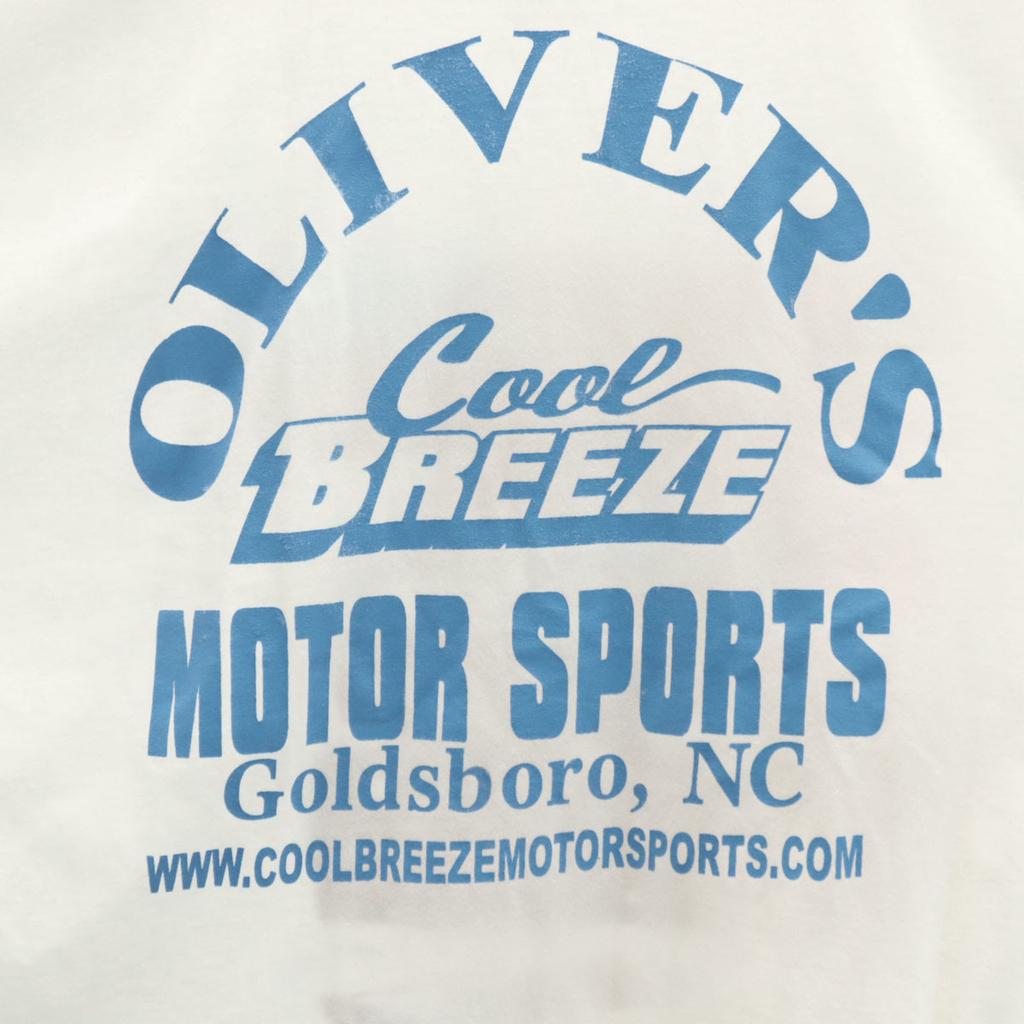 OLIVER'S
Cool
BREEZE
MOTOR SPORTS
Goldsboro, NC
WWW.COOLBREEZEMOTORSPORTS.COM